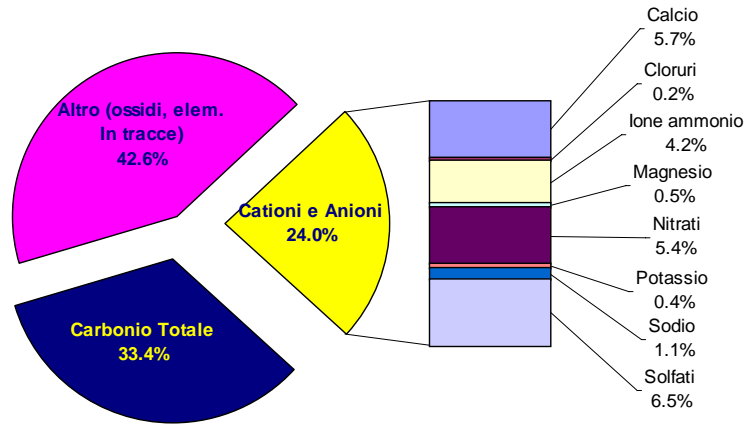 Altro (ossidi, elem.
In tracce)
42.6%
Cationi e Anioni
24.0%
Carbonio Totale
33.4%
Calcio
5.7%
Cloruri
0.2%
Ione ammonio
4.2%
Magnesio
0.5%
Nitrati
5.4%
Potassio
0.4%
Sodio
1.1%
Solfati
6.5%